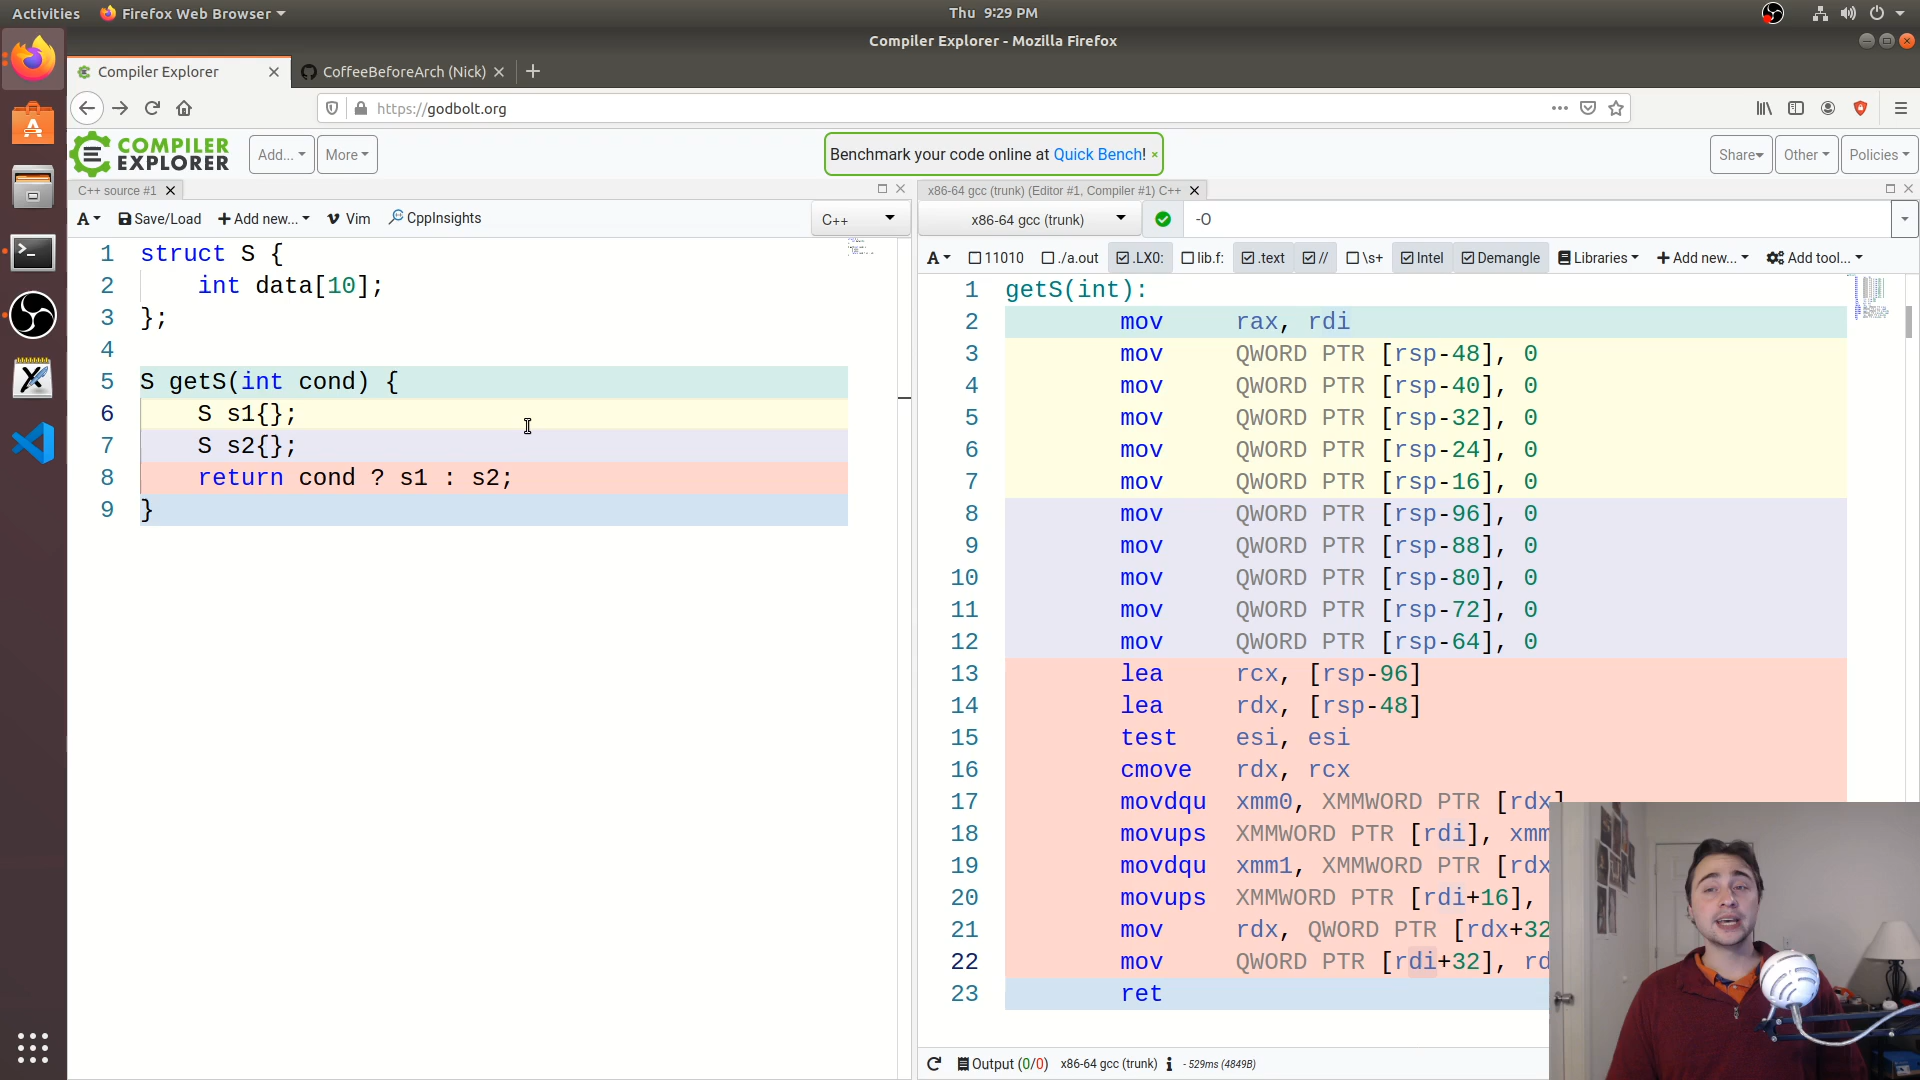 Activities Firefox Web Browser Thu 9:29 PM
Compiler Explorer - Mozilla Firefox
Compiler Explorer CoffeeBeforeArch (Nick)
https://godbolt.org
COMPILER EXPLORER Add... More Benchmark your code online at Quick Bench! × Share Other Policies
C++ source #1
A Save/Load + Add new... Vim CppInsights C++
1 struct S {
2 int data[10];
3 };
4
5 S getS(int cond) {
6 S s1{};
7 S s2{};
8 return cond ? s1 : s2;
9 }
x86-64 gcc (trunk) (Editor #1, Compiler #1) C++
x86-64 gcc (trunk) -O
A 11010 ./a.out .LX0: lib.f: .text // \s+ Intel Demangle Libraries + Add new... Add tool...
1 getS(int):
2 mov rax, rdi
3 mov QWORD PTR [rsp-48], 0
4 mov QWORD PTR [rsp-40], 0
5 mov QWORD PTR [rsp-32], 0
6 mov QWORD PTR [rsp-24], 0
7 mov QWORD PTR [rsp-16], 0
8 mov QWORD PTR [rsp-96], 0
9 mov QWORD PTR [rsp-88], 0
10 mov QWORD PTR [rsp-80], 0
11 mov QWORD PTR [rsp-72], 0
12 mov QWORD PTR [rsp-64], 0
13 lea rcx, [rsp-96]
14 lea rdx, [rsp-48]
15 test esi, esi
16 cmove rdx, rcx
17 movdqu xmm0, XMMWORD PTR [rdx]
18 movups XMMWORD PTR [rdi], xmm
19 movdqu xmm1, XMMWORD PTR [rdx
20 movups XMMWORD PTR [rdi+16],
21 mov rdx, QWORD PTR [rdx+32
22 mov QWORD PTR [rdi+32], rd
23 ret
Output (0/0) x86-64 gcc (trunk) i - 529ms (4849B)